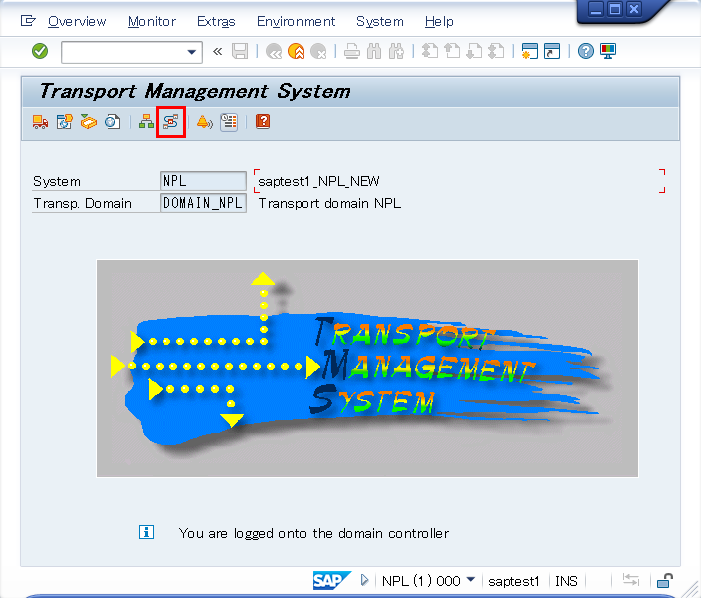 Overview Monitor Extras Environment System Help
«
Transport Management System
System NPL saptest1_NPL_NEW
Transp. Domain DOMAIN_NPL Transport domain NPL
TRANSPORT
MANAGEMENT
SYSTEM
You are logged onto the domain controller
SAP NPL (1) 000 saptest1 INS